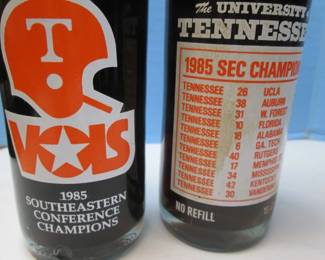 T
VOLS
1985
SOUTHEASTERN
CONFERENCE
CHAMPIONS
The UNIVERSITY
TENNESSEE
1985 SEC CHAMPION
TENNESSEE 26 UCLA
TENNESSEE 38 AUBURN
TENNESSEE 31 W. FOREST
TENNESSEE 10 FLORIDA
TENNESSEE 16 ALABAMA
TENNESSEE 6 GA. TECH
TENNESSEE 40 RUTGERS
TENNESSEE 17 MEMPHIS
TENNESSEE 34 MISSISSIPPI
TENNESSEE 42 KENTUCKY
TENNESSEE 30 VANDERBILT
NO REFILL